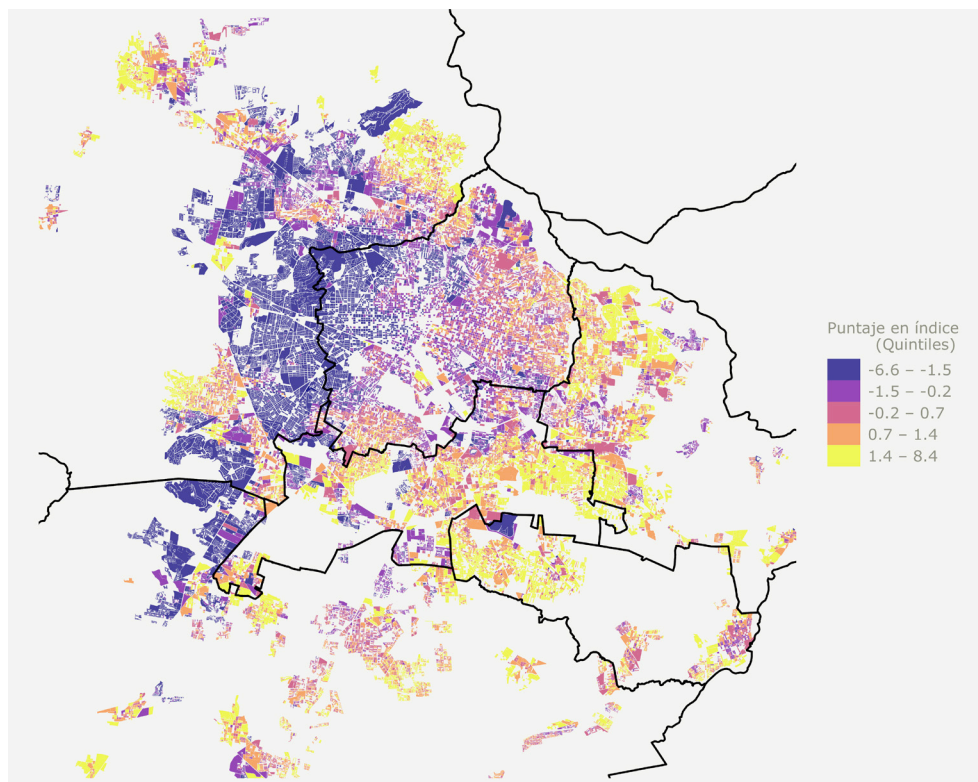 Puntaje en índice
(Quintiles)
-6.6 – -1.5
-1.5 – -0.2
-0.2 – 0.7
0.7 – 1.4
1.4 – 8.4